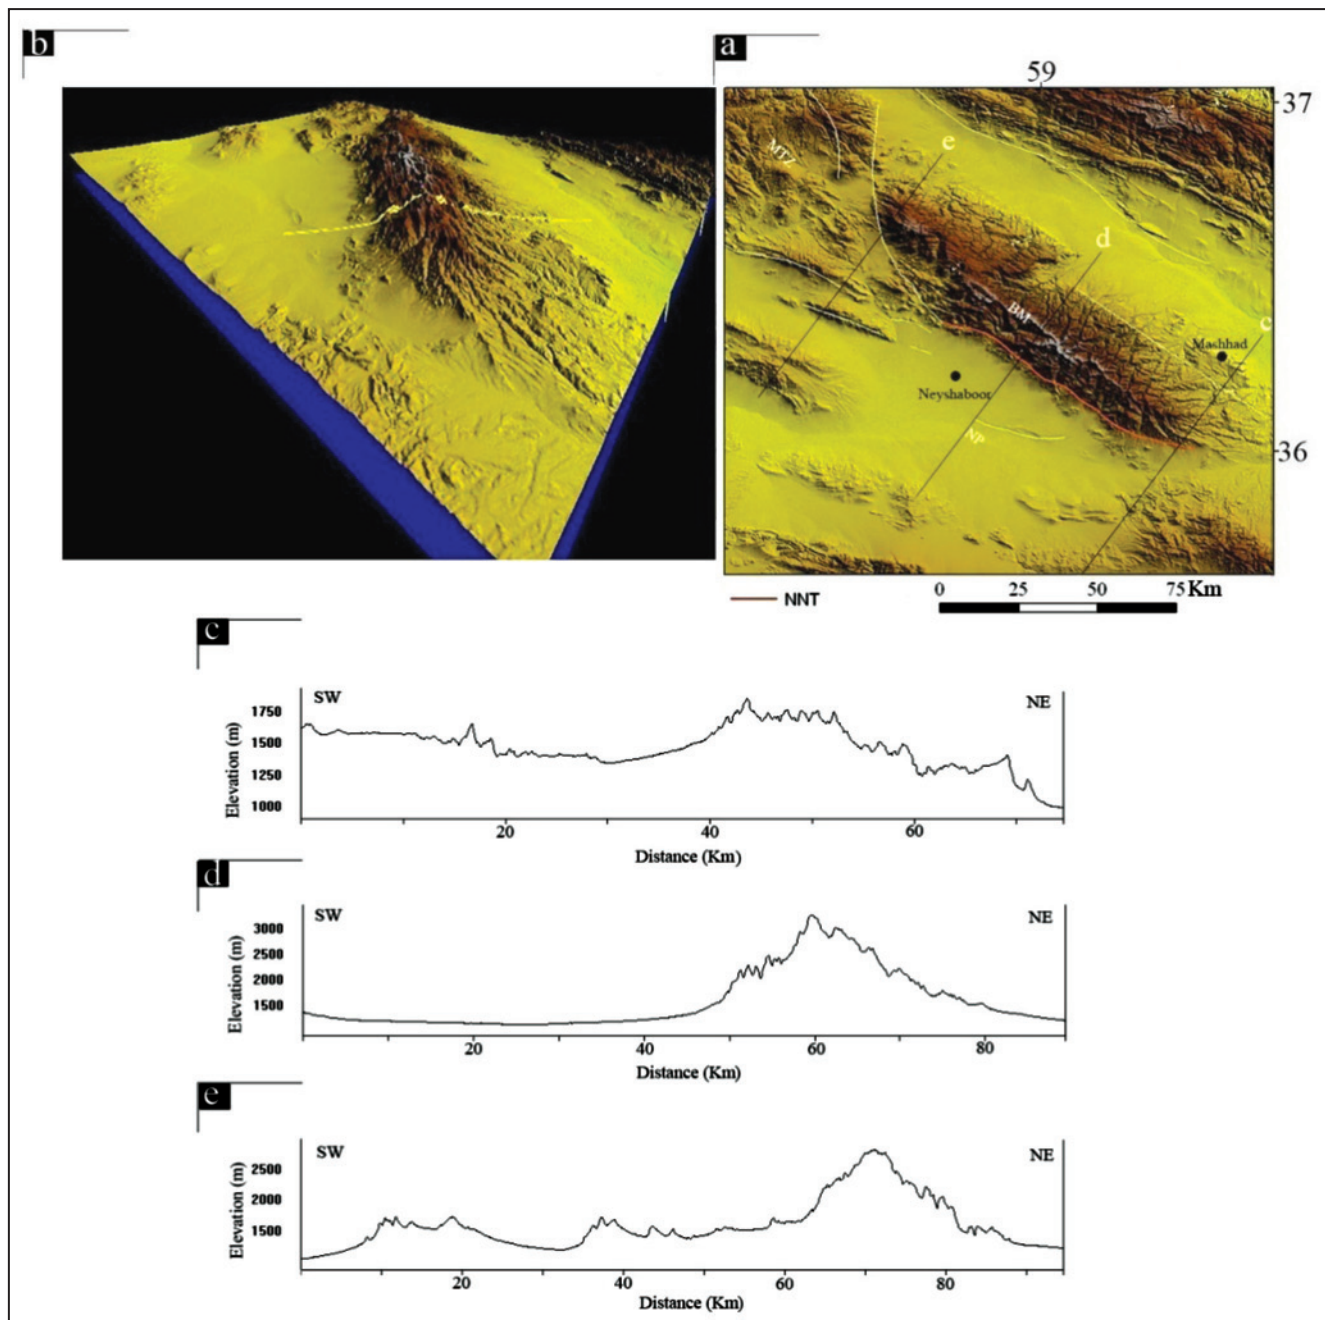 b
a
59
37
e
MTZ
d
BM
c
Mashhad
Neyshaboor
NP
36
NNT
0 25 50 75 Km
c
SW NE
1750
1500
1250
1000
Elevation (m)
20 40 60
Distance (Km)
d
SW NE
3000
2500
2000
1500
Elevation (m)
20 40 60 80
Distance (Km)
e
SW NE
2500
2000
1500
Elevation (m)
20 40 60 80
Distance (Km)